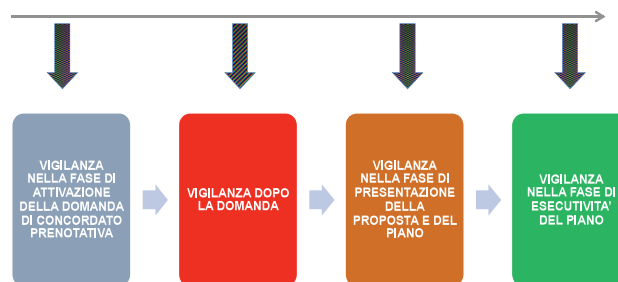 VIGILANZA
NELLA FASE DI
ATTIVAZIONE
DELLA DOMANDA
DI CONCORDATO
PRENOTATIVA
VIGILANZA DOPO
LA DOMANDA
VIGILANZA
NELLA FASE DI
PRESENTAZIONE
DELLA
PROPOSTA E DEL
PIANO
VIGILANZA
NELLA FASE DI
ESECUTIVITA’
DEL PIANO